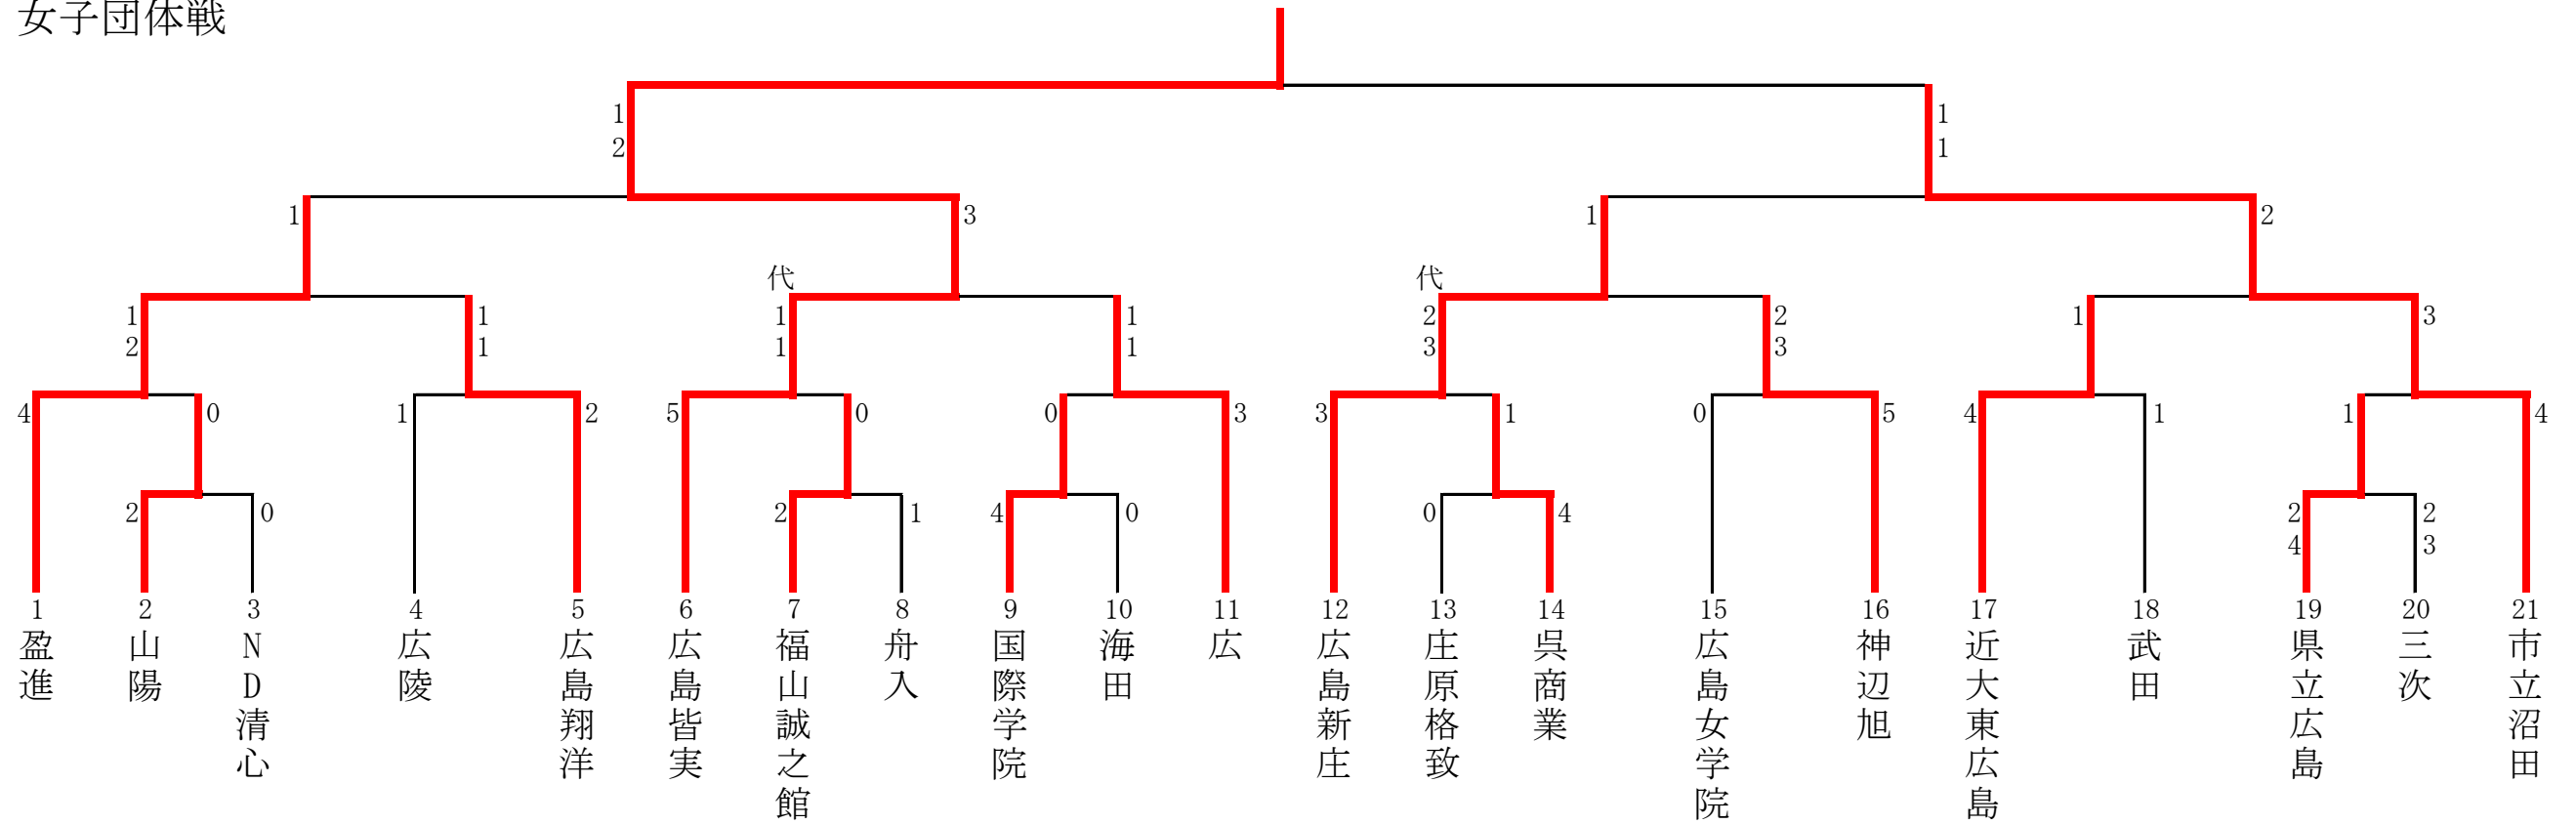 女子団体戦
1 1
2 1
1 3 1 2
代 代
1 1 1 1 2 2 1 3
2 1 1 1 3 3
4 0 1 2 5 0 0 3 3 1 0 5 4 1 1 4
2 0 2 1 4 0 0 4 2 2
4 3
1 2 3 4 5 6 7 8 9 10 11 12 13 14 15 16 17 18 19 20 21
盈進
山陽
ND清心
広陵
広島翔洋
広島皆実
福山誠之館
舟入
国際学院
海田
広
広島新庄
庄原格致
呉商業
広島女学院
神辺旭
近大東広島
武田
県立広島
三次
市立沼田